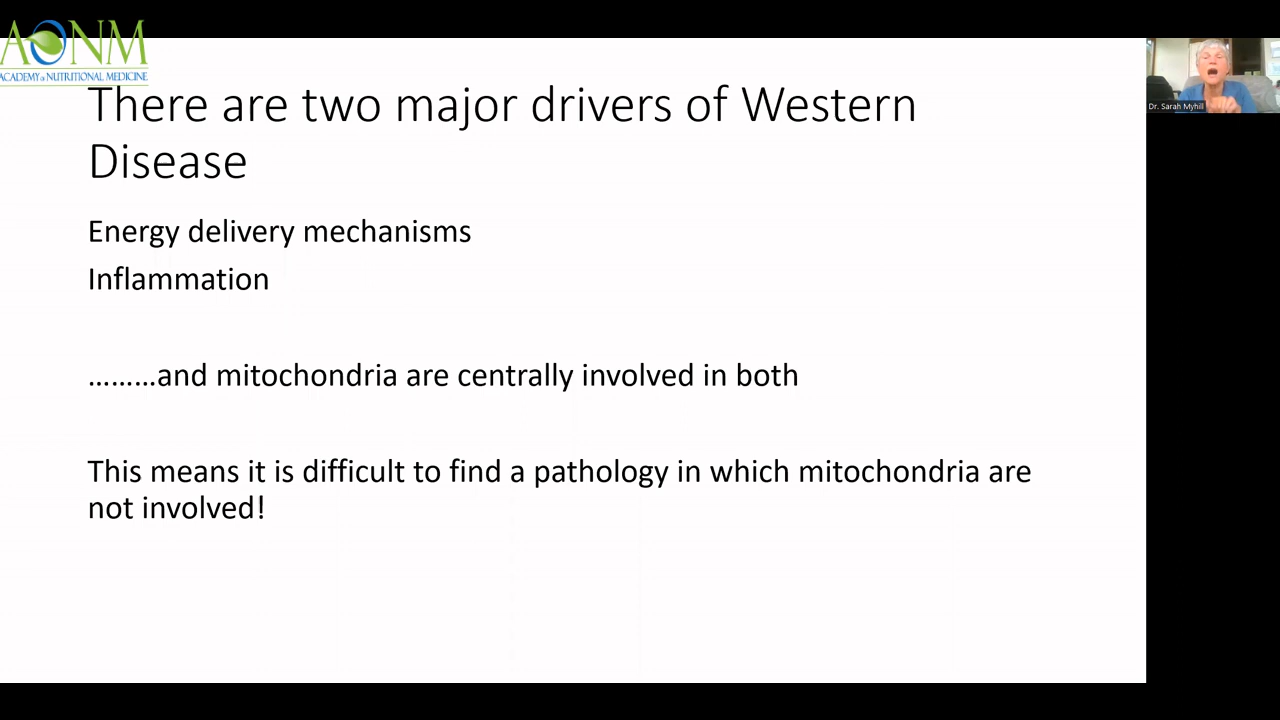 AONM
ACADEMY of NUTRITIONAL MEDICINE
There are two major drivers of Western
Disease
Energy delivery mechanisms
Inflammation
.........and mitochondria are centrally involved in both
This means it is difficult to find a pathology in which mitochondria are
not involved!
Dr. Sarah Myhill